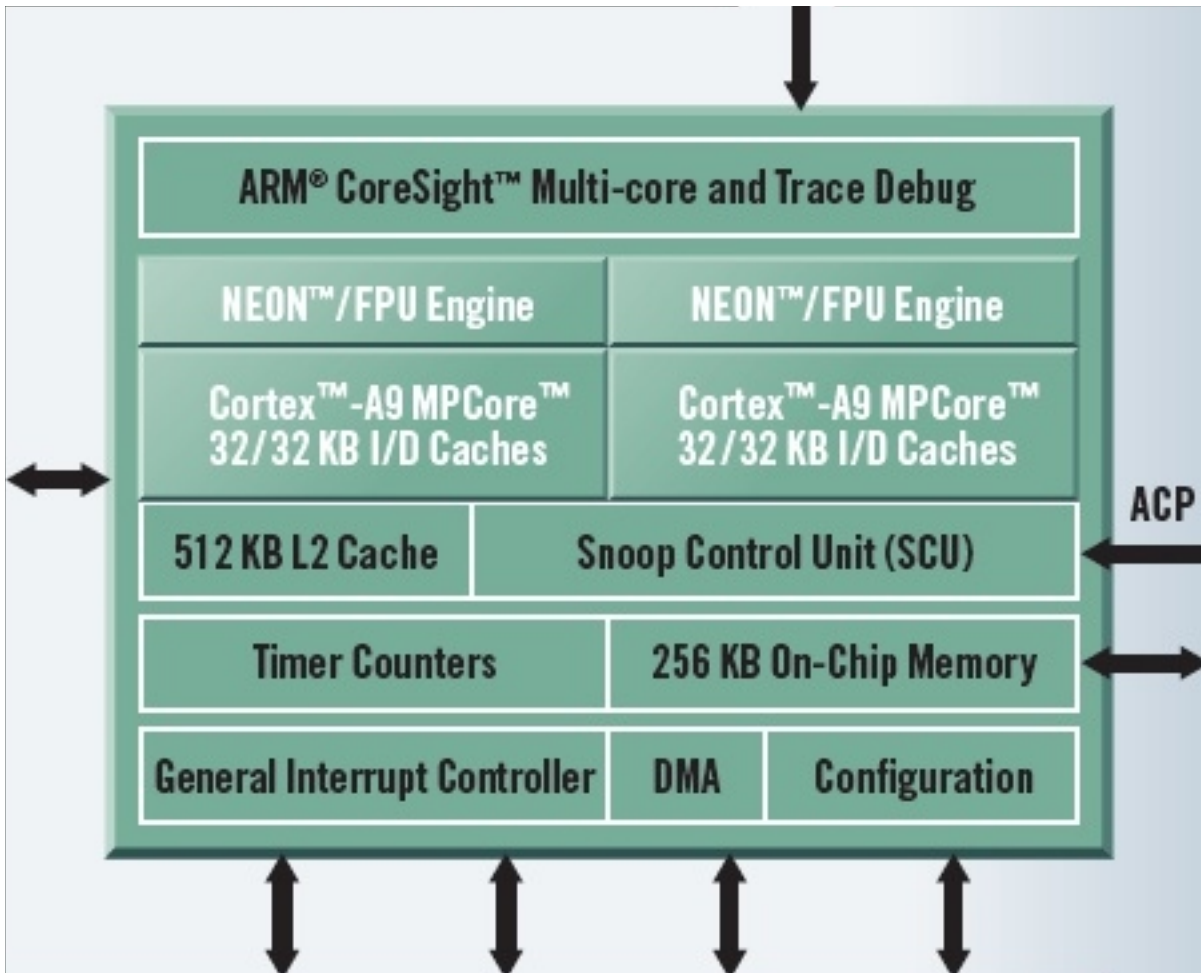 ARM® CoreSight™ Multi-core and Trace Debug
NEON™/FPU Engine
NEON™/FPU Engine
Cortex™-A9 MPCore™
32/32 KB I/D Caches
Cortex™-A9 MPCore™
32/32 KB I/D Caches
ACP
512 KB L2 Cache
Snoop Control Unit (SCU)
Timer Counters
256 KB On-Chip Memory
General Interrupt Controller
DMA
Configuration